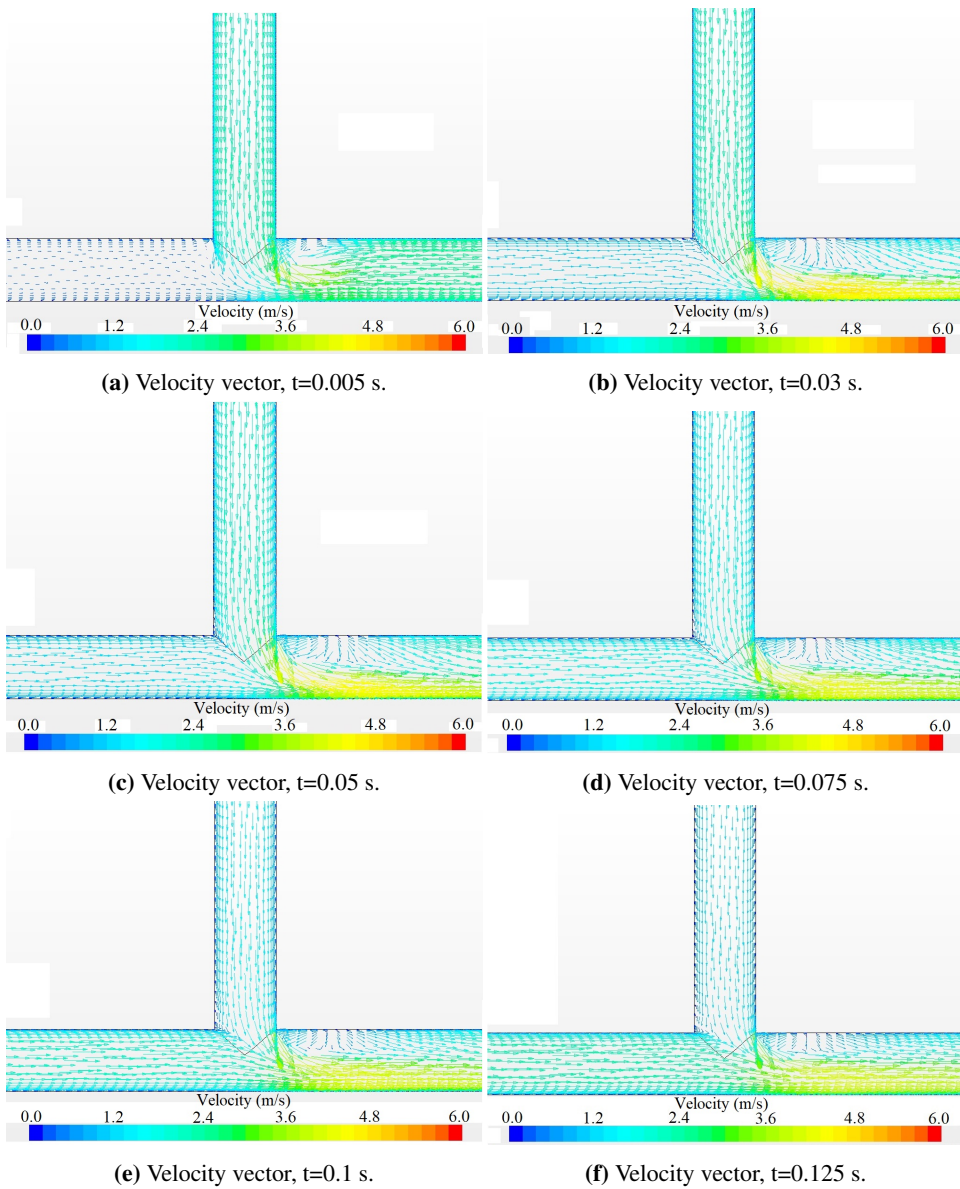 Velocity (m/s)
0.0 1.2 2.4 3.6 4.8 6.0
(a) Velocity vector, t=0.005 s.
Velocity (m/s)
0.0 1.2 2.4 3.6 4.8 6.0
(b) Velocity vector, t=0.03 s.
Velocity (m/s)
0.0 1.2 2.4 3.6 4.8 6.0
(c) Velocity vector, t=0.05 s.
Velocity (m/s)
0.0 1.2 2.4 3.6 4.8 6.0
(d) Velocity vector, t=0.075 s.
Velocity (m/s)
0.0 1.2 2.4 3.6 4.8 6.0
(e) Velocity vector, t=0.1 s.
Velocity (m/s)
0.0 1.2 2.4 3.6 4.8 6.0
(f) Velocity vector, t=0.125 s.